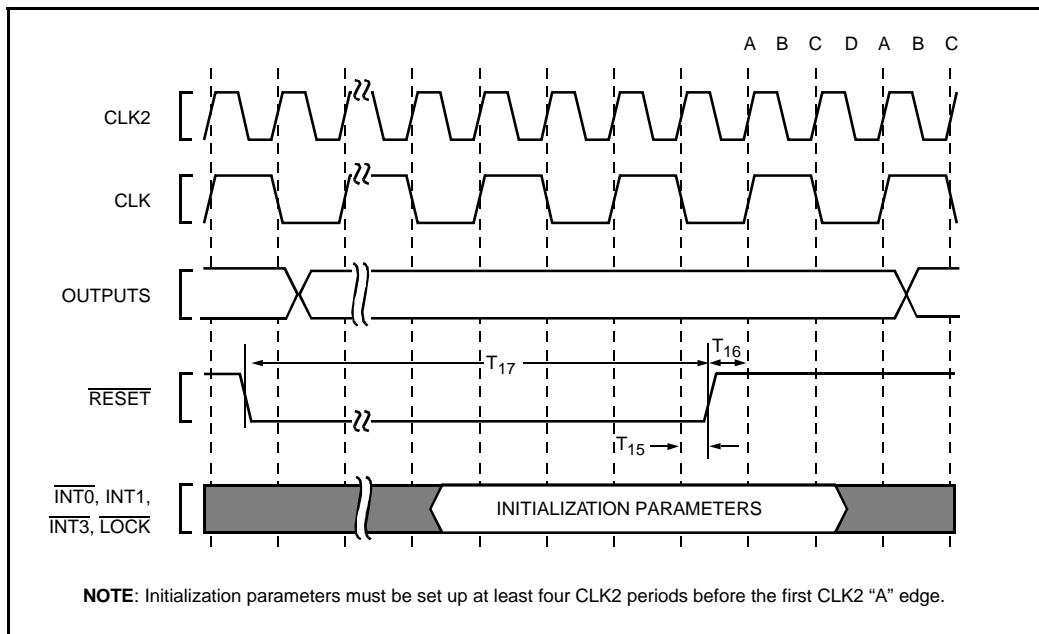 A B C D A B C
CLK2
CLK
OUTPUTS
T17
T16
RESET
T15
INT0, INT1,
INT3, LOCK
INITIALIZATION PARAMETERS
NOTE: Initialization parameters must be set up at least four CLK2 periods before the first CLK2 “A” edge.